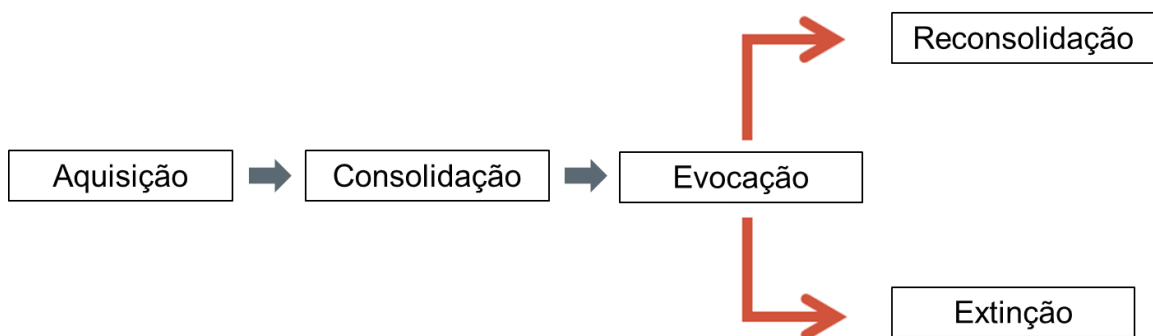 Reconsolidação
Aquisição
Consolidação
Evocação
Extinção